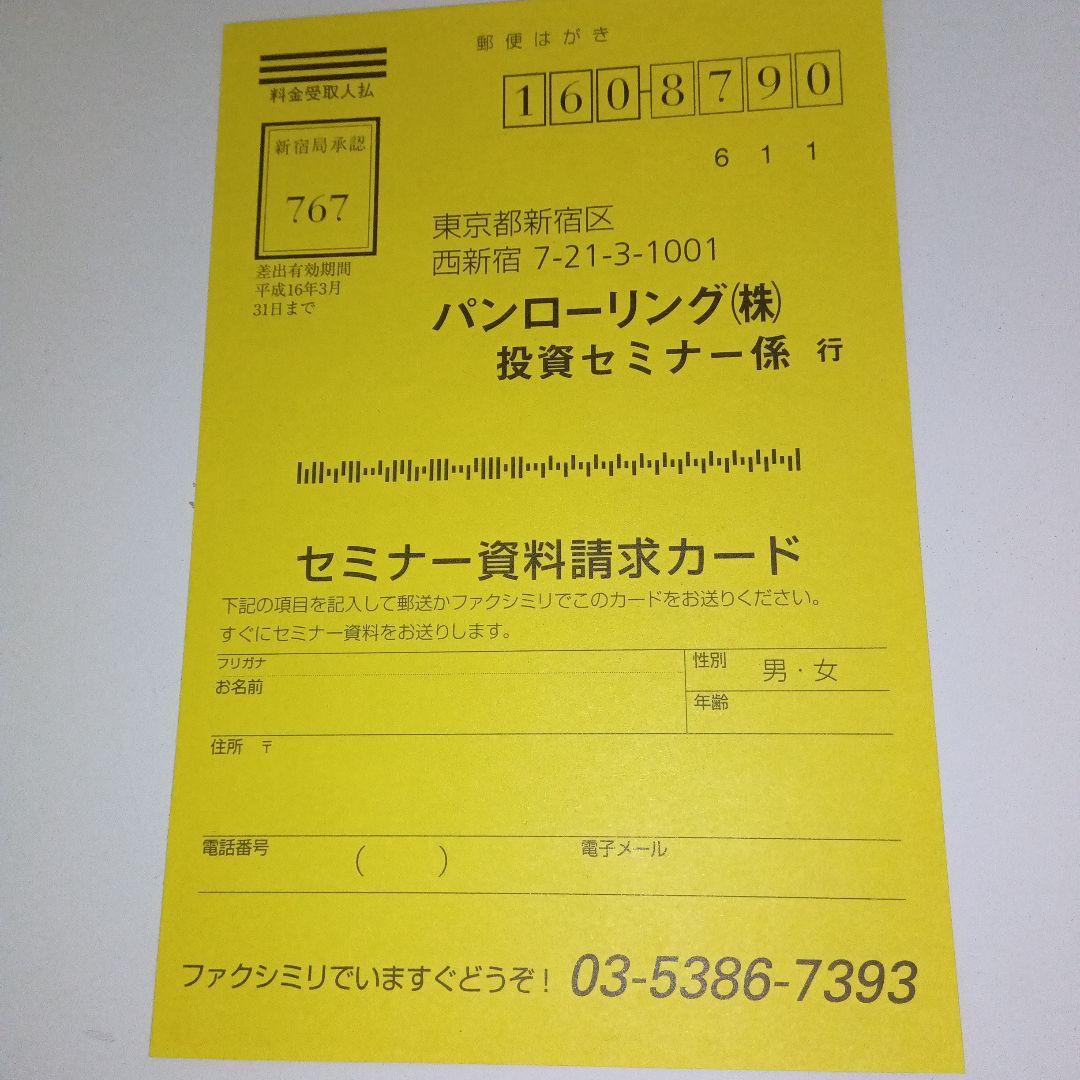 郵便はがき
料金受取人払
160-8790
新宿局承認
767
611
差出有効期間
平成16年3月
31日まで
東京都新宿区
西新宿 7-21-3-1001
パンローリング㈱
投資セミナー係 行
セミナー資料請求カード
下記の項目を記入して郵送かファクシミリでこのカードをお送りください。
すぐにセミナー資料をお送りします。
フリガナ
お名前
性別 男・女
年齢
住所 〒
電話番号 ( ) 電子メール
ファクシミリでいますぐどうぞ! 03-5386-7393